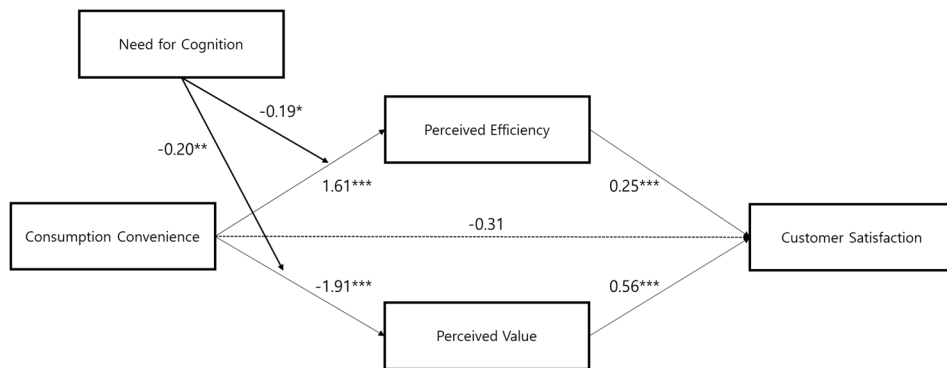 Need for Cognition
-0.19*
Perceived Efficiency
-0.20**
1.61***
0.25***
Consumption Convenience
-0.31
Customer Satisfaction
-1.91***
0.56***
Perceived Value